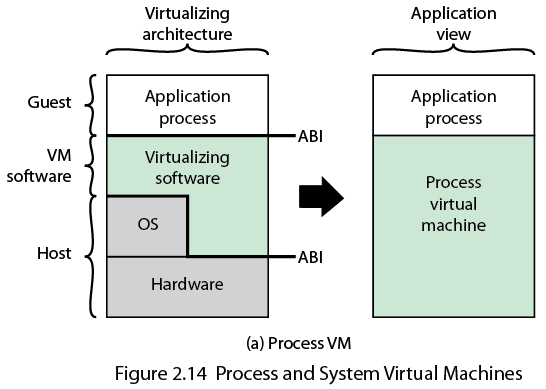 Virtualizing
architecture
Application
view
Guest
Application
process
Application
process
ABI
VM
software
Virtualizing
software
Process
virtual
machine
Host
OS
ABI
Hardware
(a) Process VM
Figure 2.14 Process and System Virtual Machines